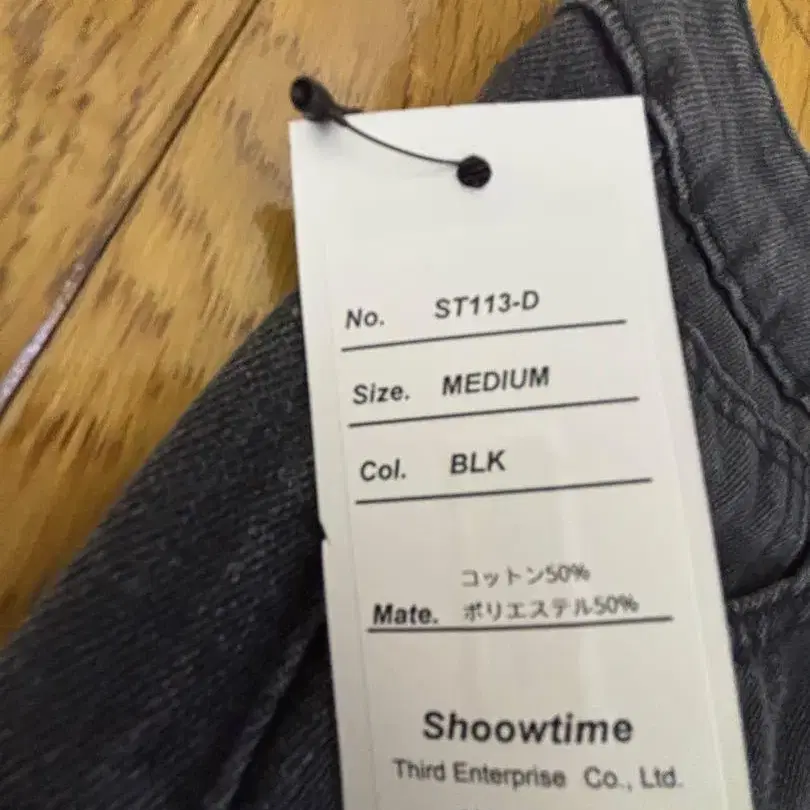 No. ST113-D
Size. MEDIUM
Col. BLK
コットン50%
Mate. ポリエステル50%
Shoowtime
Third Enterprise Co., Ltd.